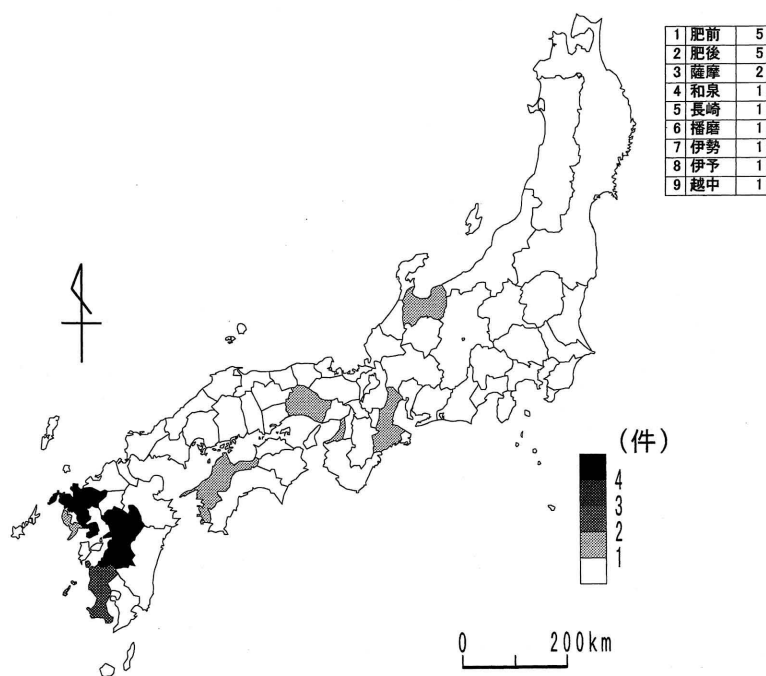 1 肥前 5
2 肥後 5
3 薩摩 2
4 和泉 1
5 長崎 1
6 播磨 1
7 伊勢 1
8 伊予 1
9 越中 1
(件)
4
3
2
1
0 200km